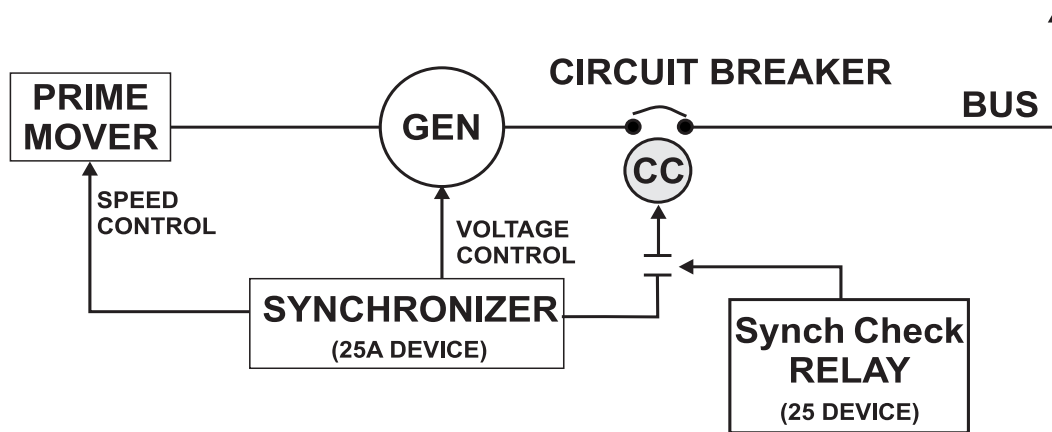 CIRCUIT BREAKER
BUS
PRIME
MOVER
GEN
CC
SPEED
CONTROL
VOLTAGE
CONTROL
SYNCHRONIZER
(25A DEVICE)
Synch Check
RELAY
(25 DEVICE)